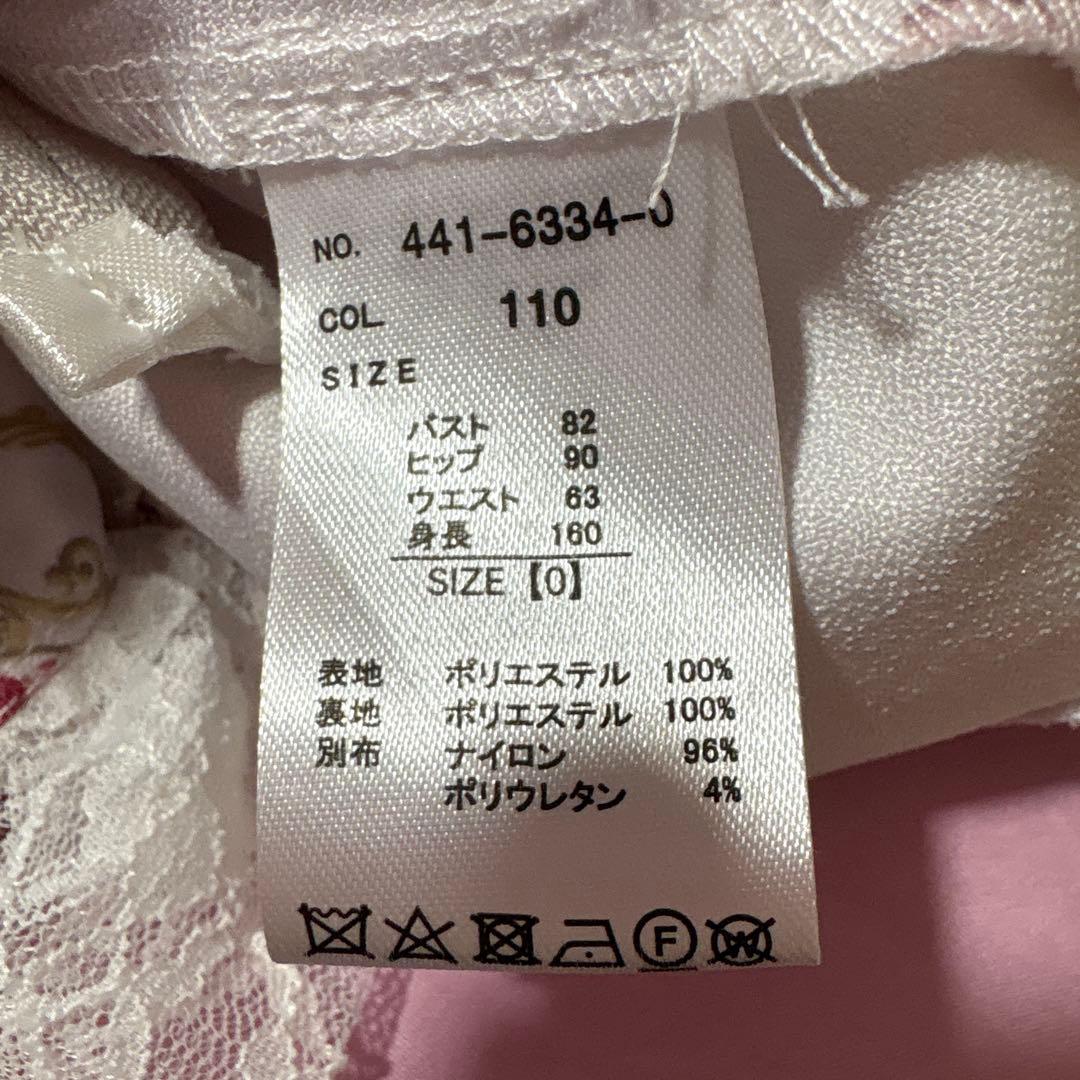 NO. 441-6334-0
COL 110
SIZE
バスト 82
ヒップ 90
ウエスト 63
身長 160
SIZE【0】
表地 ポリエステル 100%
裏地 ポリエステル 100%
別布 ナイロン 96%
ポリウレタン 4%
F W